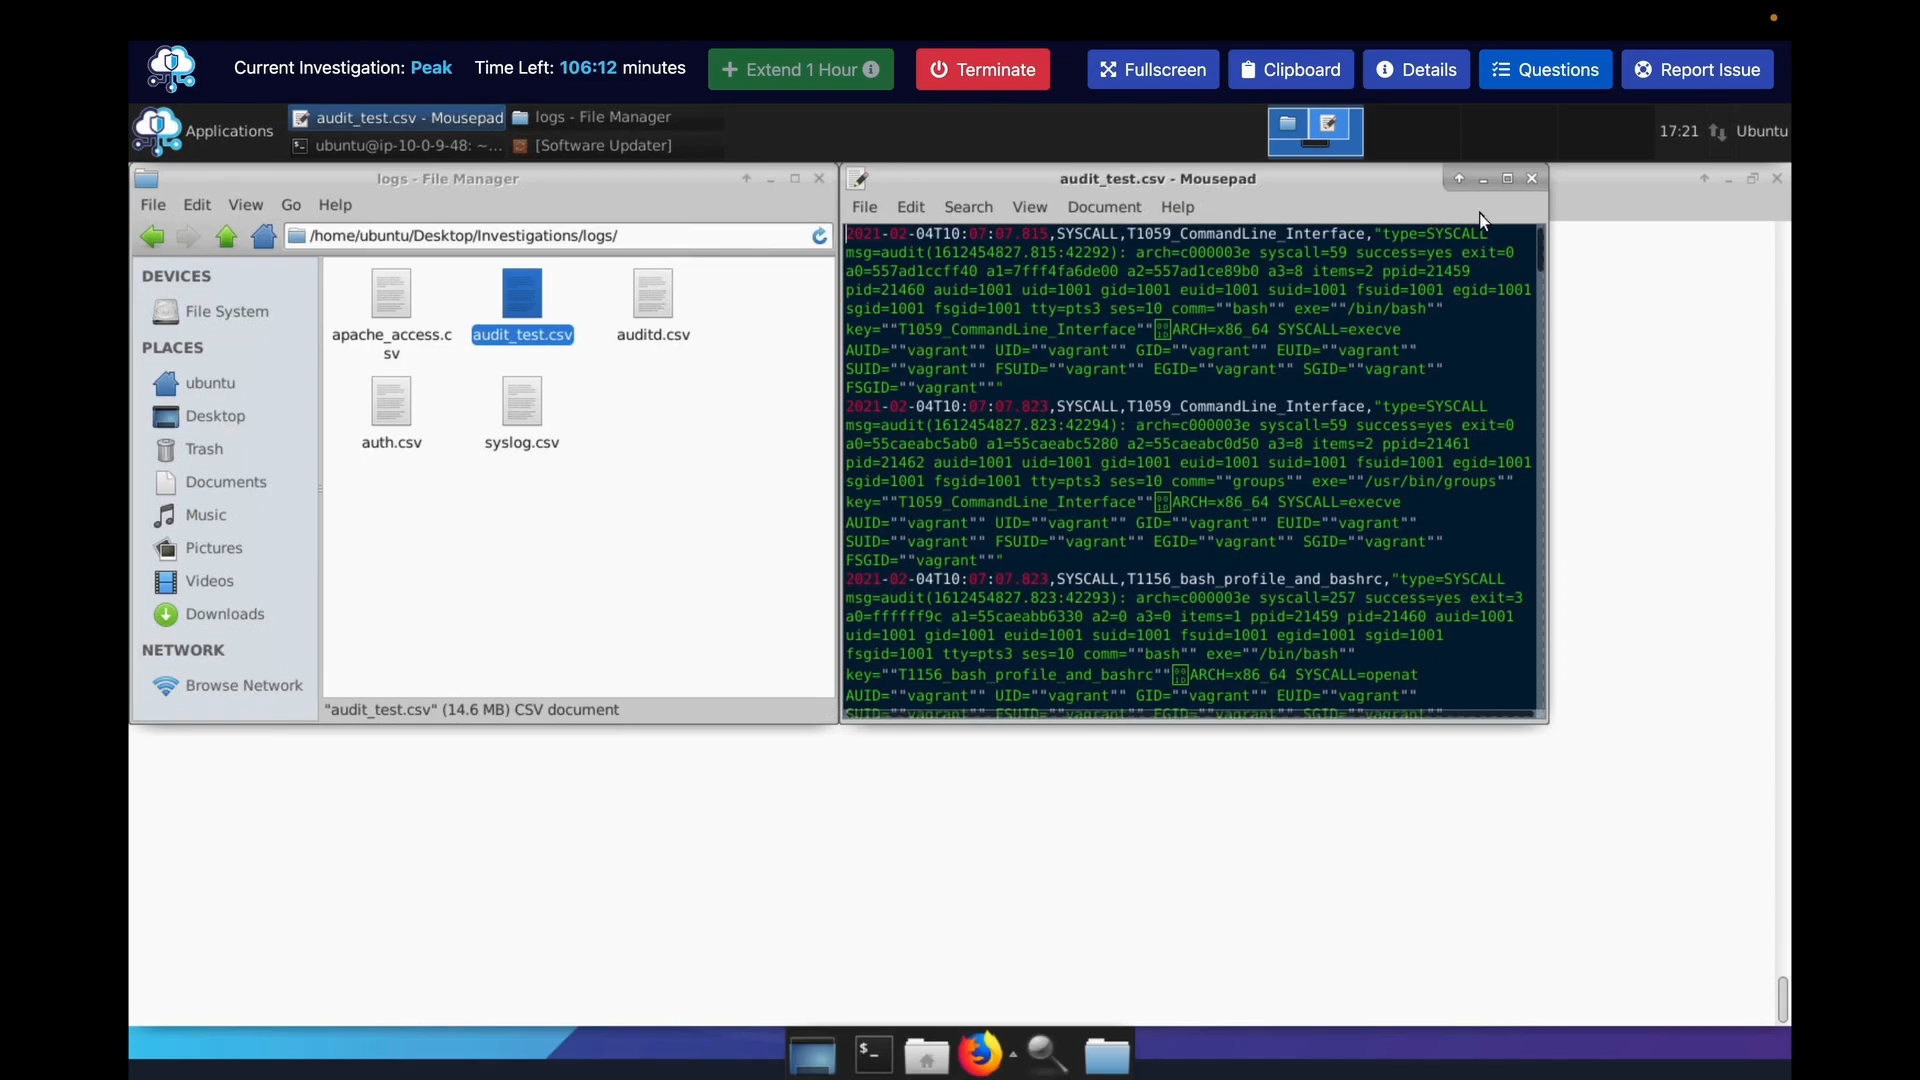 Current Investigation: Peak Time Left: 106:12 minutes Extend 1 Hour Terminate Fullscreen Clipboard Details Questions Report Issue
Applications
audit_test.csv - Mousepad
logs - File Manager
ubuntu@ip-10-0-9-48: ~...
[Software Updater]
17:21
Ubuntu
logs - File Manager
File Edit View Go Help
/home/ubuntu/Desktop/Investigations/logs/
DEVICES
File System
PLACES
ubuntu
Desktop
Trash
Documents
Music
Pictures
Videos
Downloads
NETWORK
Browse Network
apache_access.c
sv
audit_test.csv
auditd.csv
auth.csv
syslog.csv
"audit_test.csv" (14.6 MB) CSV document
audit_test.csv - Mousepad
File Edit Search View Document Help
2021-02-04T10:07:07.815,SYSCALL,T1059_CommandLine_Interface,"type=SYSCALL
msg=audit(1612454827.815:42292): arch=c000003e syscall=59 success=yes exit=0
a0=557ad1ccff40 a1=7fff4fa6de00 a2=557ad1ce89b0 a3=8 items=2 ppid=21459
pid=21460 auid=1001 uid=1001 gid=1001 euid=1001 suid=1001 fsuid=1001 egid=1001
sgid=1001 fsgid=1001 tty=pts3 ses=10 comm=""bash"" exe=""/bin/bash""
key=""T1059_CommandLine_Interface""ARCH=x86_64 SYSCALL=execve
AUID=""vagrant"" UID=""vagrant"" GID=""vagrant"" EUID=""vagrant""
SUID=""vagrant"" FSUID=""vagrant"" EGID=""vagrant"" SGID=""vagrant""
FSGID=""vagrant"""
2021-02-04T10:07:07.823,SYSCALL,T1059_CommandLine_Interface,"type=SYSCALL
msg=audit(1612454827.823:42294): arch=c000003e syscall=59 success=yes exit=0
a0=55caeabc5ab0 a1=55caeabc5280 a2=55caeabc0d50 a3=8 items=2 ppid=21461
pid=21462 auid=1001 uid=1001 gid=1001 euid=1001 suid=1001 fsuid=1001 egid=1001
sgid=1001 fsgid=1001 tty=pts3 ses=10 comm=""groups"" exe=""/usr/bin/groups""
key=""T1059_CommandLine_Interface""ARCH=x86_64 SYSCALL=execve
AUID=""vagrant"" UID=""vagrant"" GID=""vagrant"" EUID=""vagrant""
SUID=""vagrant"" FSUID=""vagrant"" EGID=""vagrant"" SGID=""vagrant""
FSGID=""vagrant"""
2021-02-04T10:07:07.823,SYSCALL,T1156_bash_profile_and_bashrc,"type=SYSCALL
msg=audit(1612454827.823:42293): arch=c000003e syscall=257 success=yes exit=3
a0=ffffff9c a1=55caeabb6330 a2=0 a3=0 items=1 ppid=21459 pid=21460 auid=1001
uid=1001 gid=1001 euid=1001 suid=1001 fsuid=1001 egid=1001 sgid=1001
fsgid=1001 tty=pts3 ses=10 comm=""bash"" exe=""/bin/bash""
key=""T1156_bash_profile_and_bashrc""ARCH=x86_64 SYSCALL=openat
AUID=""vagrant"" UID=""vagrant"" GID=""vagrant"" EUID=""vagrant""
SUID=""vagrant"" FSUID=""vagrant"" EGID=""vagrant"" SGID=""vagrant""